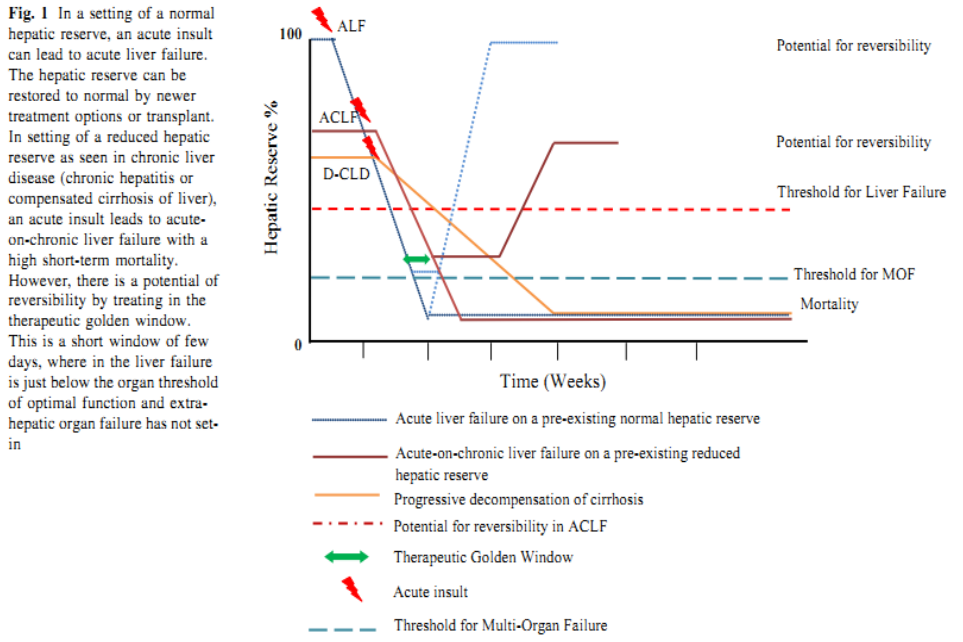 Fig. 1 In a setting of a normal
hepatic reserve, an acute insult
can lead to acute liver failure.
The hepatic reserve can be
restored to normal by newer
treatment options or transplant.
In setting of a reduced hepatic
reserve as seen in chronic liver
disease (chronic hepatitis or
compensated cirrhosis of liver),
an acute insult leads to acute-
on-chronic liver failure with a
high short-term mortality.
However, there is a potential of
reversibility by treating in the
therapeutic golden window.
This is a short window of few
days, where in the liver failure
is just below the organ threshold
of optimal function and extra-
hepatic organ failure has not set-
in
Hepatic Reserve %
100
0
ALF
ACLF
D-CLD
Potential for reversibility
Potential for reversibility
Threshold for Liver Failure
Threshold for MOF
Mortality
Time (Weeks)
Acute liver failure on a pre-existing normal hepatic reserve
Acute-on-chronic liver failure on a pre-existing reduced
hepatic reserve
Progressive decompensation of cirrhosis
Potential for reversibility in ACLF
Therapeutic Golden Window
Acute insult
Threshold for Multi-Organ Failure